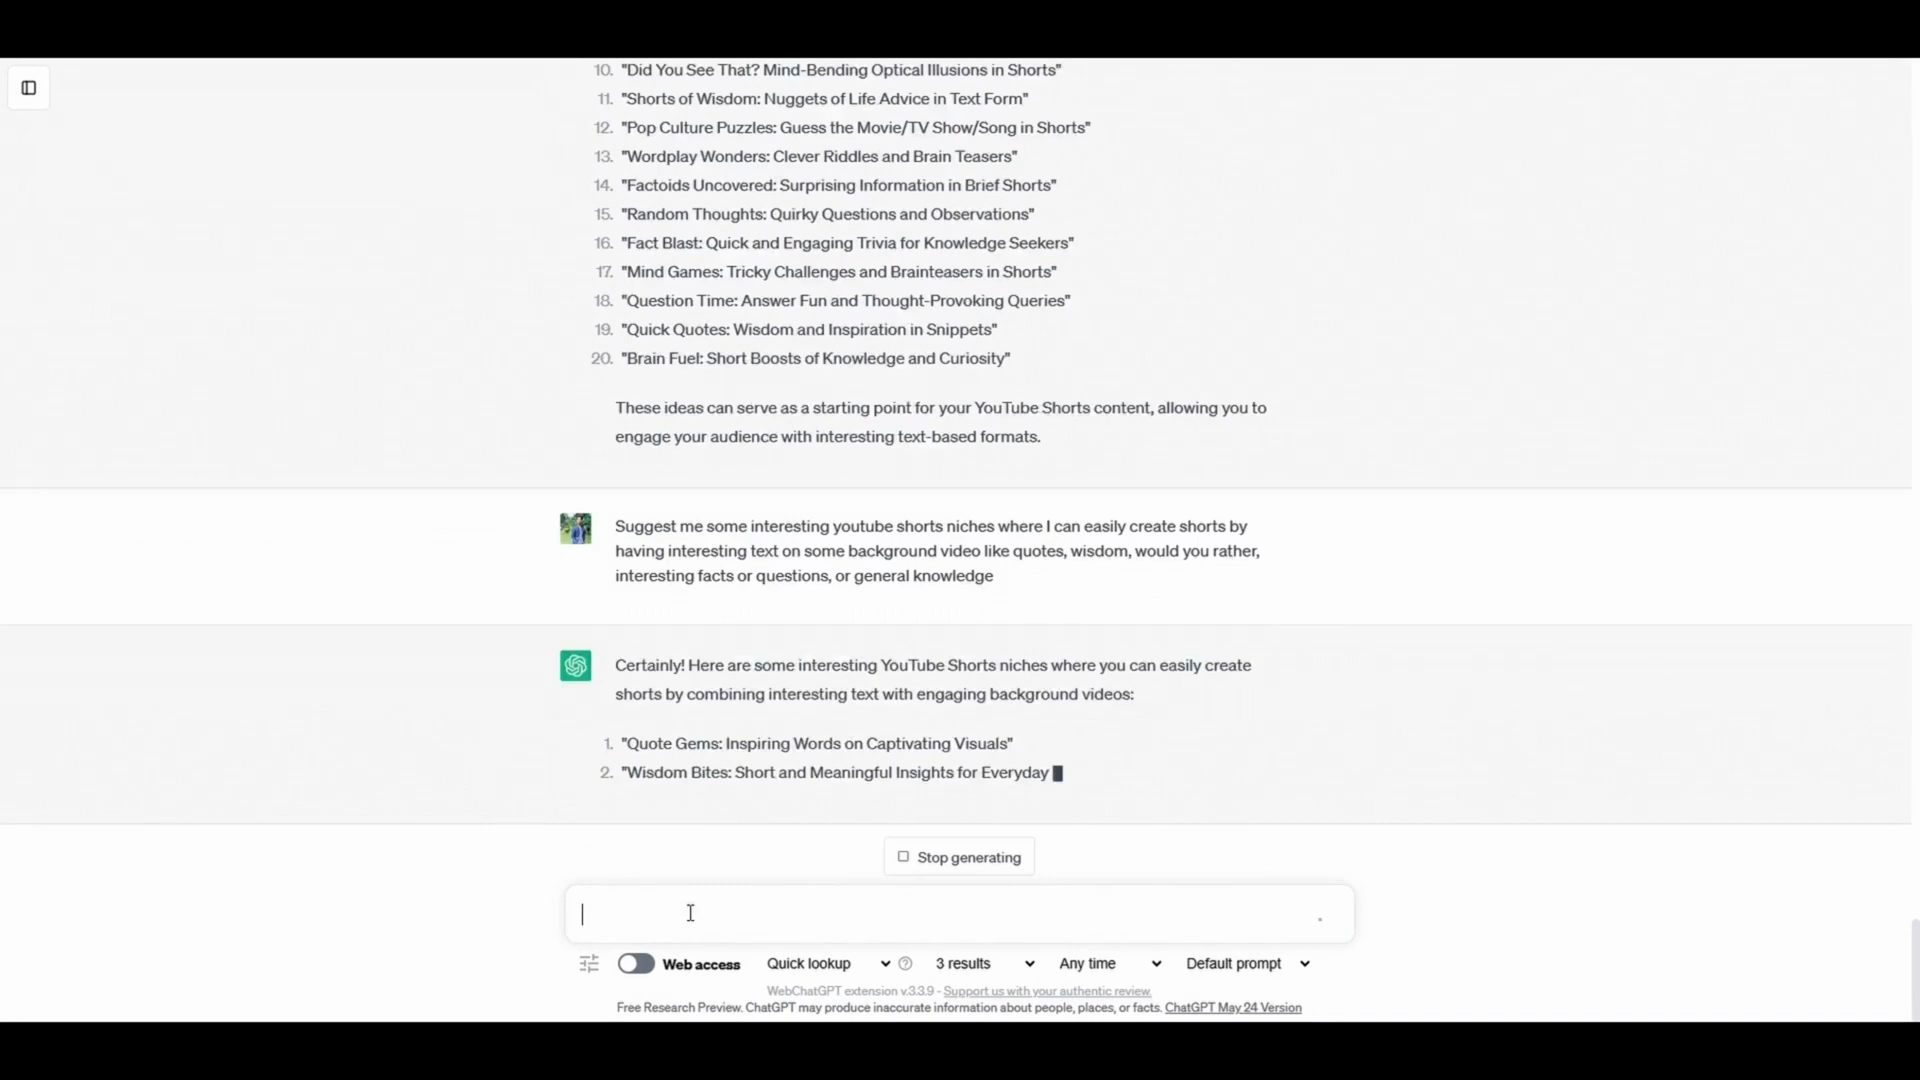 10. "Did You See That? Mind-Bending Optical Illusions in Shorts"
11. "Shorts of Wisdom: Nuggets of Life Advice in Text Form"
12. "Pop Culture Puzzles: Guess the Movie/TV Show/Song in Shorts"
13. "Wordplay Wonders: Clever Riddles and Brain Teasers"
14. "Factoids Uncovered: Surprising Information in Brief Shorts"
15. "Random Thoughts: Quirky Questions and Observations"
16. "Fact Blast: Quick and Engaging Trivia for Knowledge Seekers"
17. "Mind Games: Tricky Challenges and Brainteasers in Shorts"
18. "Question Time: Answer Fun and Thought-Provoking Queries"
19. "Quick Quotes: Wisdom and Inspiration in Snippets"
20. "Brain Fuel: Short Boosts of Knowledge and Curiosity"
These ideas can serve as a starting point for your YouTube Shorts content, allowing you to
engage your audience with interesting text-based formats.
Suggest me some interesting youtube shorts niches where I can easily create shorts by
having interesting text on some background video like quotes, wisdom, would you rather,
interesting facts or questions, or general knowledge
Certainly! Here are some interesting YouTube Shorts niches where you can easily create
shorts by combining interesting text with engaging background videos:
1. "Quote Gems: Inspiring Words on Captivating Visuals"
2. "Wisdom Bites: Short and Meaningful Insights for Everyday
Stop generating
Web access Quick lookup 3 results Any time Default prompt
WebChatGPT extension v.3.3.9 - Support us with your authentic review.
Free Research Preview. ChatGPT may produce inaccurate information about people, places, or facts. ChatGPT May 24 Version